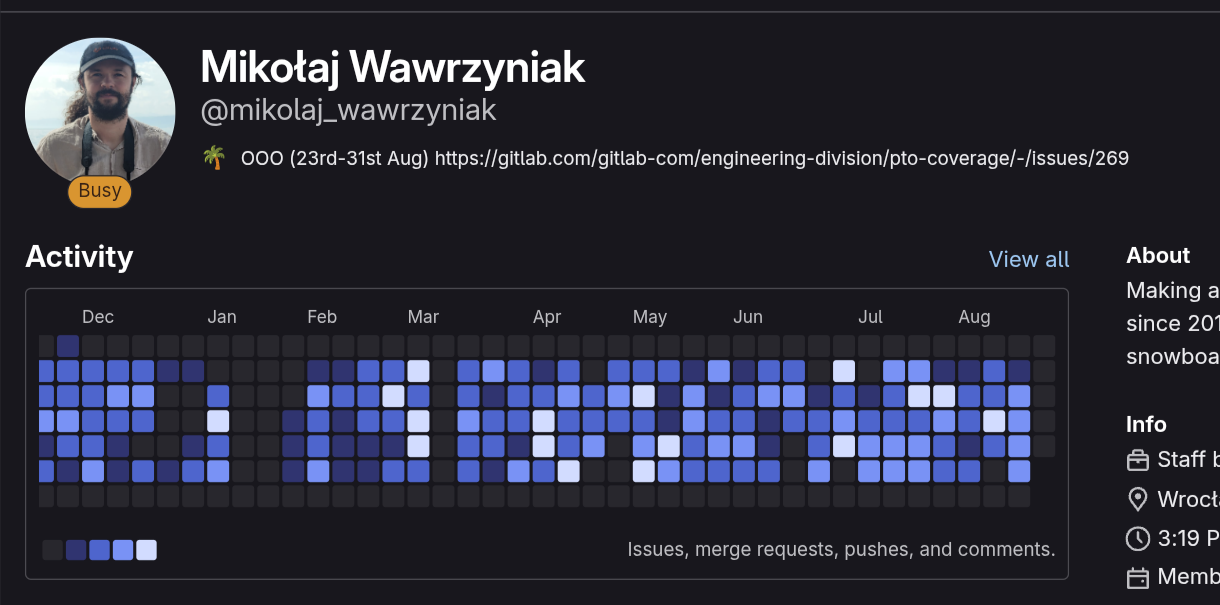 Mikołaj Wawrzyniak
@mikolaj_wawrzyniak
OOO (23rd-31st Aug) https://gitlab.com/gitlab-com/engineering-division/pto-coverage/-/issues/269
Busy
Activity
View all
Dec Jan Feb Mar Apr May Jun Jul Aug
Issues, merge requests, pushes, and comments.
About
Making a
since 201
snowboa
Info
Staff b
Wrocł
3:19 P
Memb